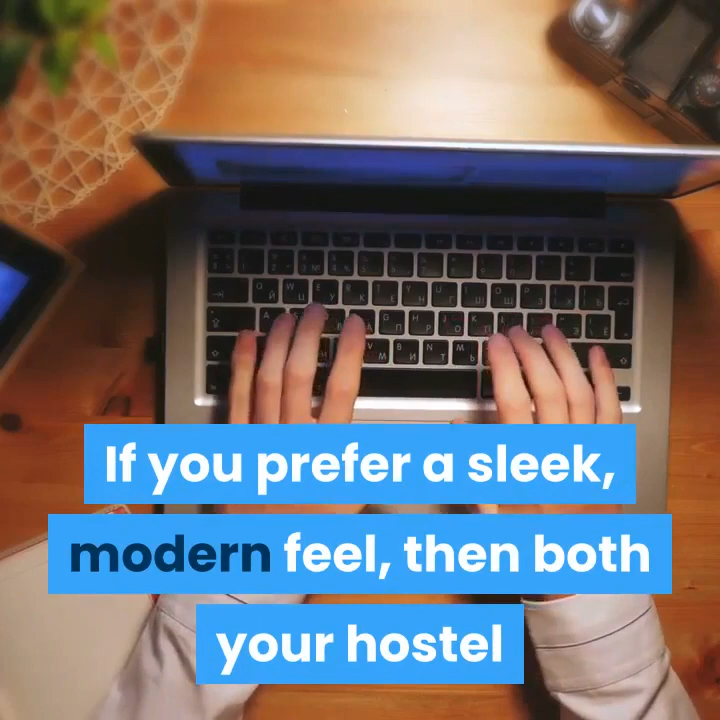 If you prefer a sleek,
modern feel, then both
your hostel